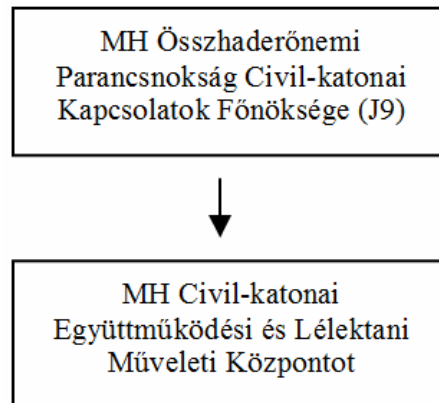 MH Összhaderőnemi
Parancsnokság Civil-katonai
Kapcsolatok Főnöksége (J9)
MH Civil-katonai
Együttműködési és Lélektani
Műveleti Központot